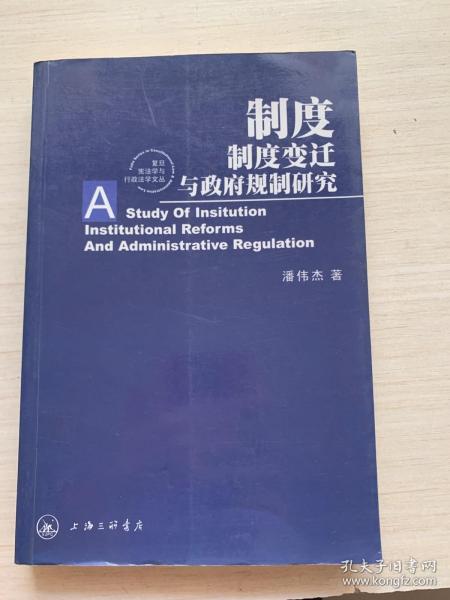 制度
制度变迁
与政府规制研究
复旦
宪法学与
行政法学文丛
A Study Of Insitution
Institutional Reforms
And Administrative Regulation
潘伟杰 著
上海三联书店
孔夫子旧书网
www.kongfz.com